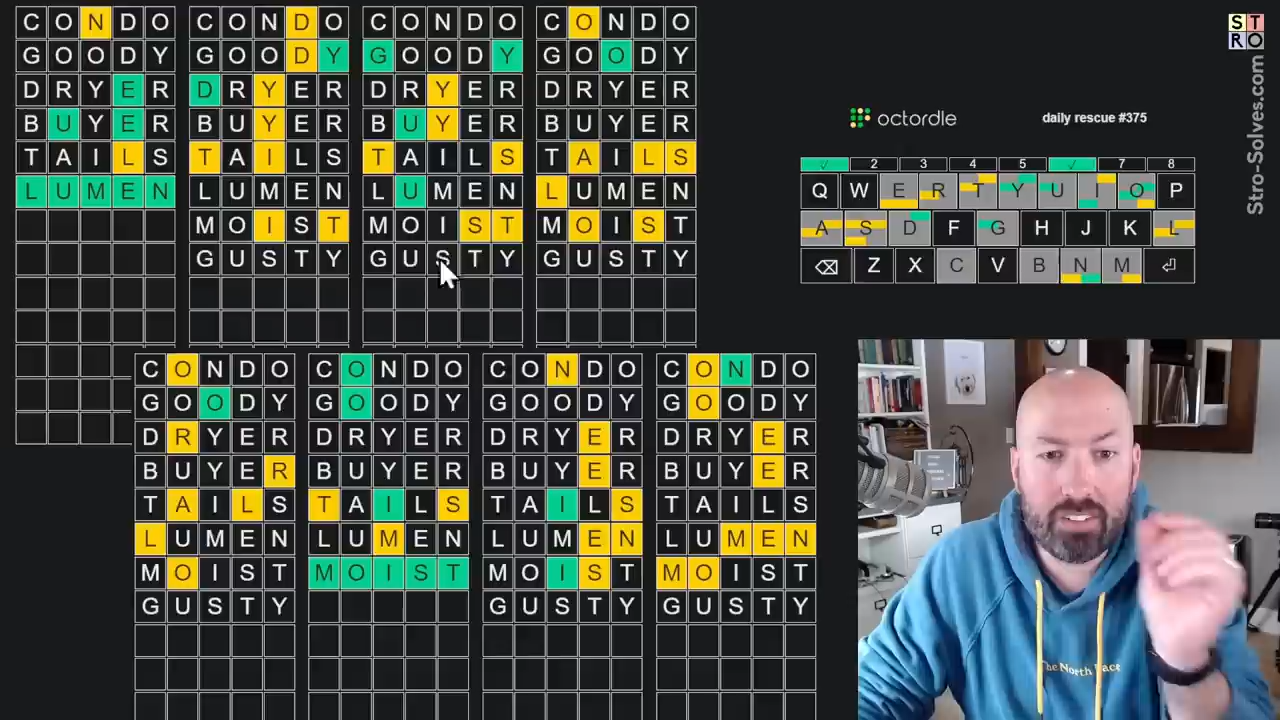 CONDO CONDO CONDO CONDO
GOODY GOODY GOODY GOODY
DRYER DRYER DRYER DRYER
BUYER BUYER BUYER BUYER
TAILS TAILS TAILS TAILS
LUMEN LUMEN LUMEN LUMEN
MOIST MOIST MOIST
GUSTY GUSTY GUSTY
CONDO CONDO CONDO CONDO
GOODY GOODY GOODY GOODY
DRYER DRYER DRYER DRYER
BUYER BUYER BUYER BUYER
TAILS TAILS TAILS TAILS
LUMEN LUMEN LUMEN LUMEN
MOIST MOIST MOIST MOIST
GUSTY GUSTY GUSTY
octordle daily rescue #375
√ 2 3 4 5 √ 7 8
Q W E R T Y U I O P
A S D F G H J K L
Z X C V B N M
ST
RO
Stro-Solves.com
The North Face